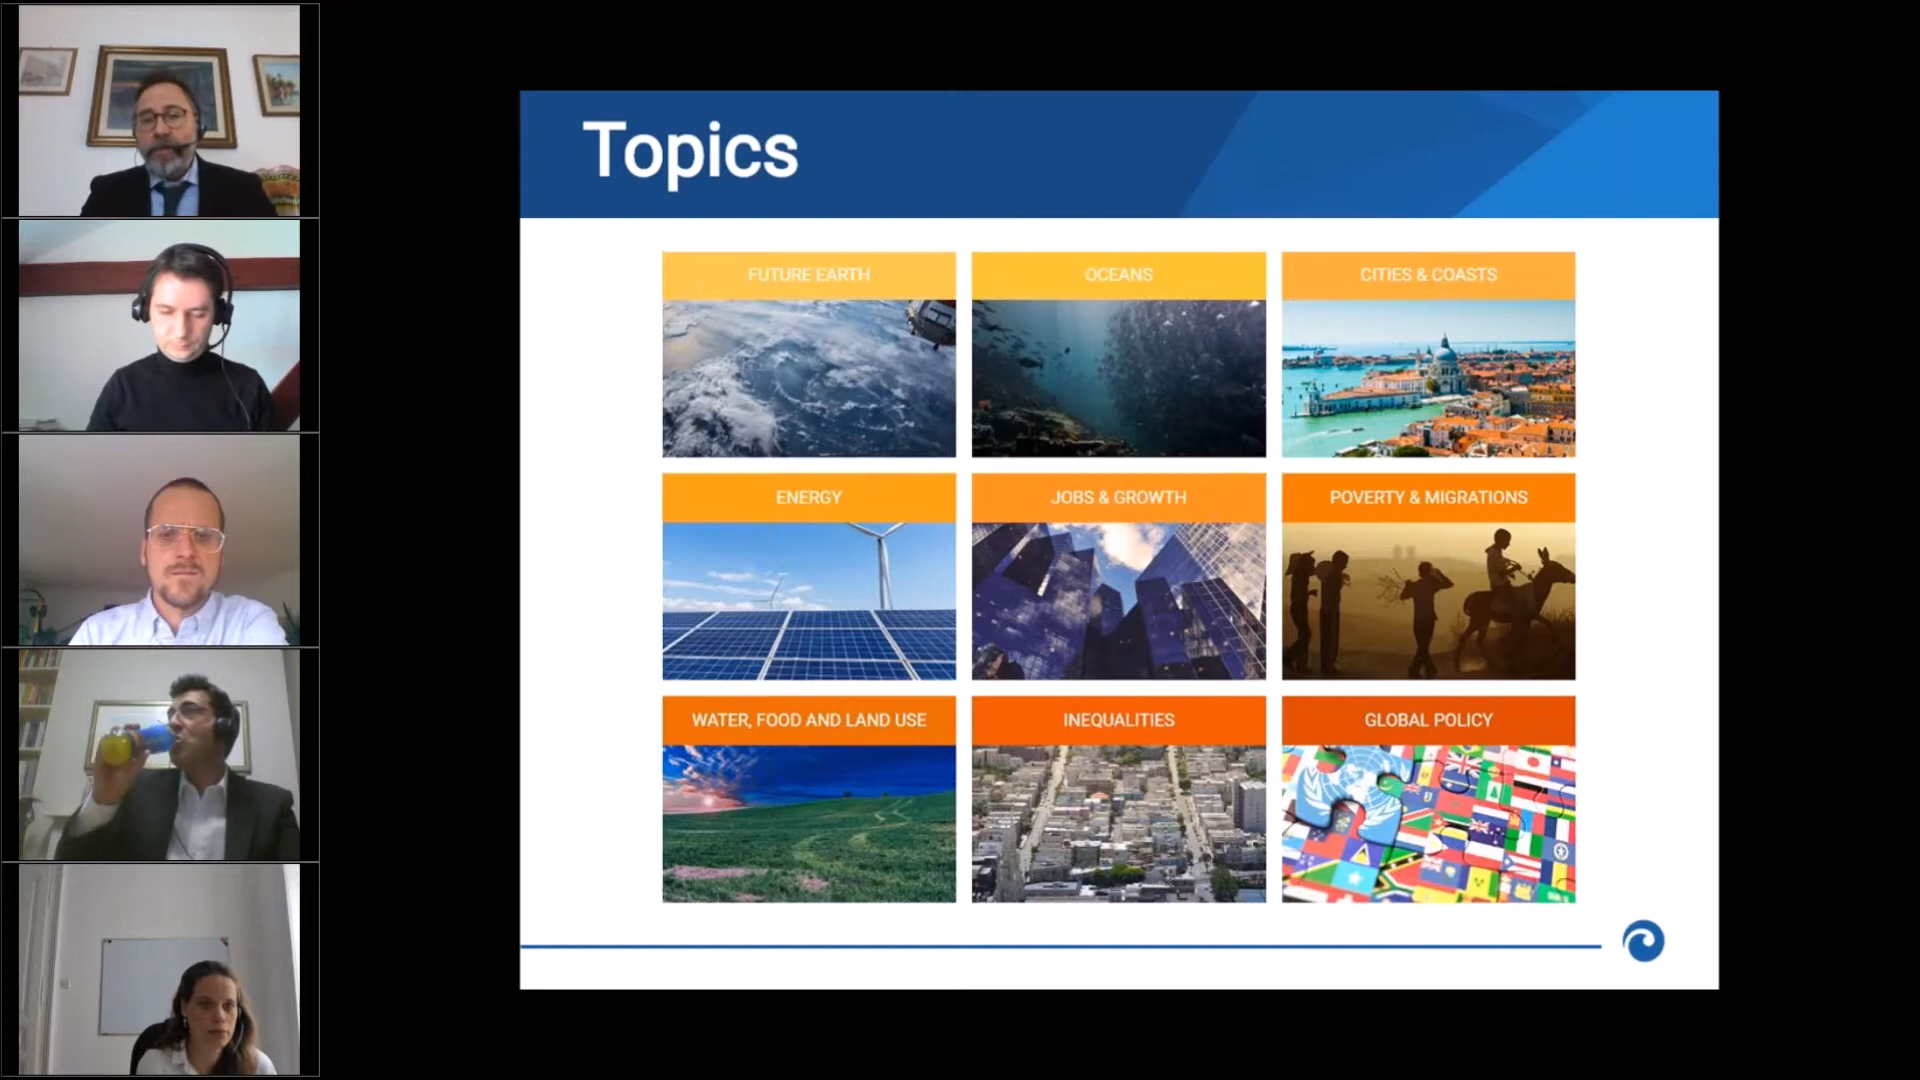 Topics
FUTURE EARTH
OCEANS
CITIES & COASTS
ENERGY
JOBS & GROWTH
POVERTY & MIGRATIONS
WATER, FOOD AND LAND USE
INEQUALITIES
GLOBAL POLICY